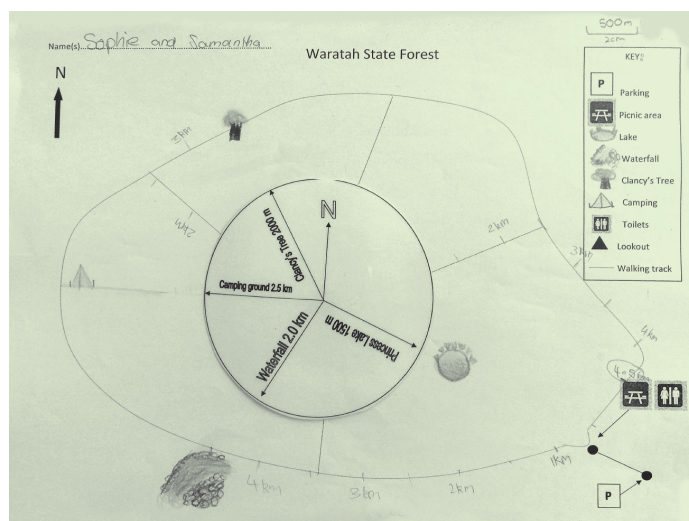 500m
2cm
Name(s) Sophie and Samantha
Waratah State Forest
N
KEY:
P
Parking
Picnic area
Lake
Waterfall
Clancy's Tree
Camping
Toilets
Lookout
Walking track
3km
2km
N
Clancy's Tree 2000 m
Camping ground 2.5 km
Waterfall 2.0 km
Princess Lake 1500 m
2km
3km
4km
1km
2km
3km
4km
P